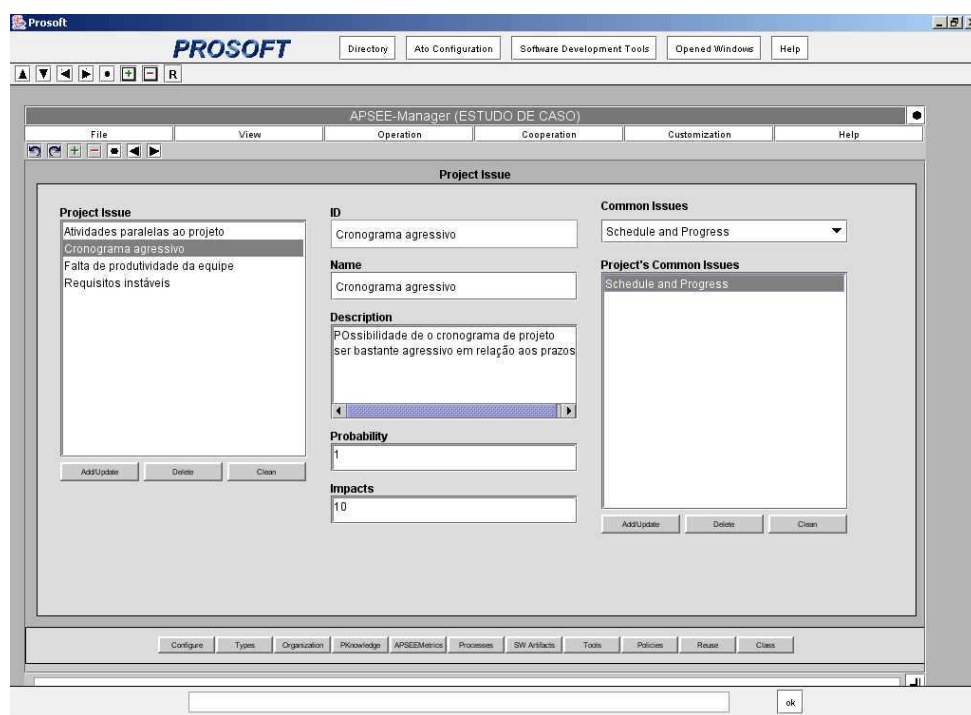 Prosoft
PROSOFT
Directory
Ato Configuration
Software Development Tools
Opened Windows
Help
R
APSEE-Manager (ESTUDO DE CASO)
File
View
Operation
Cooperation
Customization
Help
Project Issue
Project Issue
Atividades paralelas ao projeto
Cronograma agressivo
Falta de produtividade da equipe
Requisitos instáveis
Add/Update
Delete
Clean
ID
Cronograma agressivo
Name
Cronograma agressivo
Description
POssibilidade de o cronograma de projeto
ser bastante agressivo em relação aos prazos
Probability
1
Impacts
10
Common Issues
Schedule and Progress
Project's Common Issues
Schedule and Progress
Add/Update
Delete
Clean
Configure
Types
Organization
PKnowledge
APSEEMetrics
Processes
SW Artifacts
Tools
Policies
Reuse
Class
ok